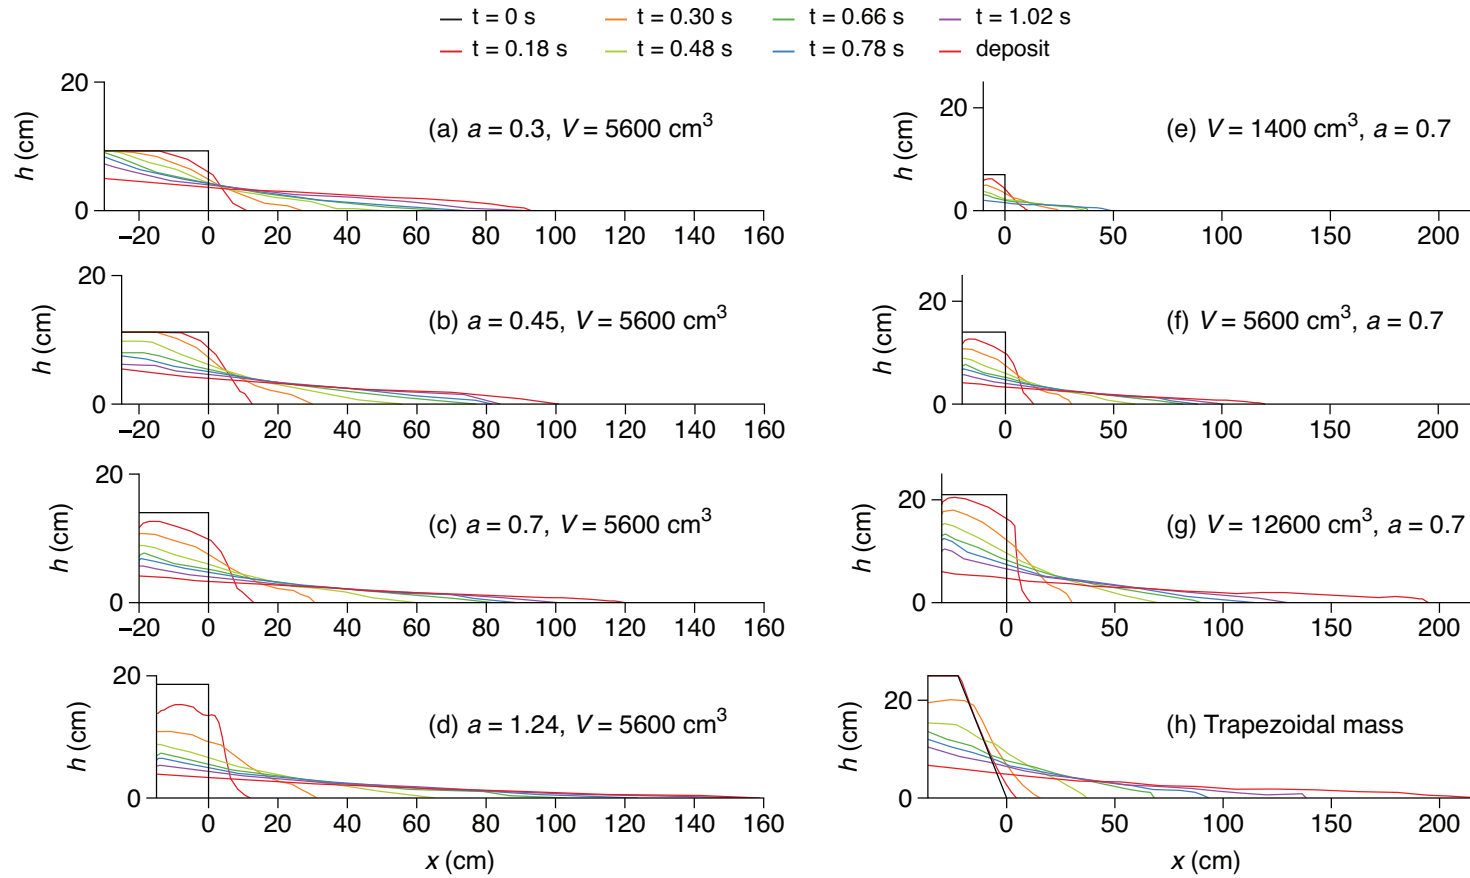 t = 0 s
t = 0.30 s
t = 0.66 s
t = 1.02 s
t = 0.18 s
t = 0.48 s
t = 0.78 s
deposit
20
h (cm)
0
(a) a = 0.3, V = 5600 cm³
−20 0 20 40 60 80 100 120 140 160
20
h (cm)
0
(e) V = 1400 cm³, a = 0.7
0 50 100 150 200
20
h (cm)
0
(b) a = 0.45, V = 5600 cm³
−20 0 20 40 60 80 100 120 140 160
20
h (cm)
0
(f) V = 5600 cm³, a = 0.7
0 50 100 150 200
20
h (cm)
0
(c) a = 0.7, V = 5600 cm³
−20 0 20 40 60 80 100 120 140 160
20
h (cm)
0
(g) V = 12600 cm³, a = 0.7
0 50 100 150 200
20
h (cm)
0
(d) a = 1.24, V = 5600 cm³
0 20 40 60 80 100 120 140 160
x (cm)
20
h (cm)
0
(h) Trapezoidal mass
0 50 100 150 200
x (cm)